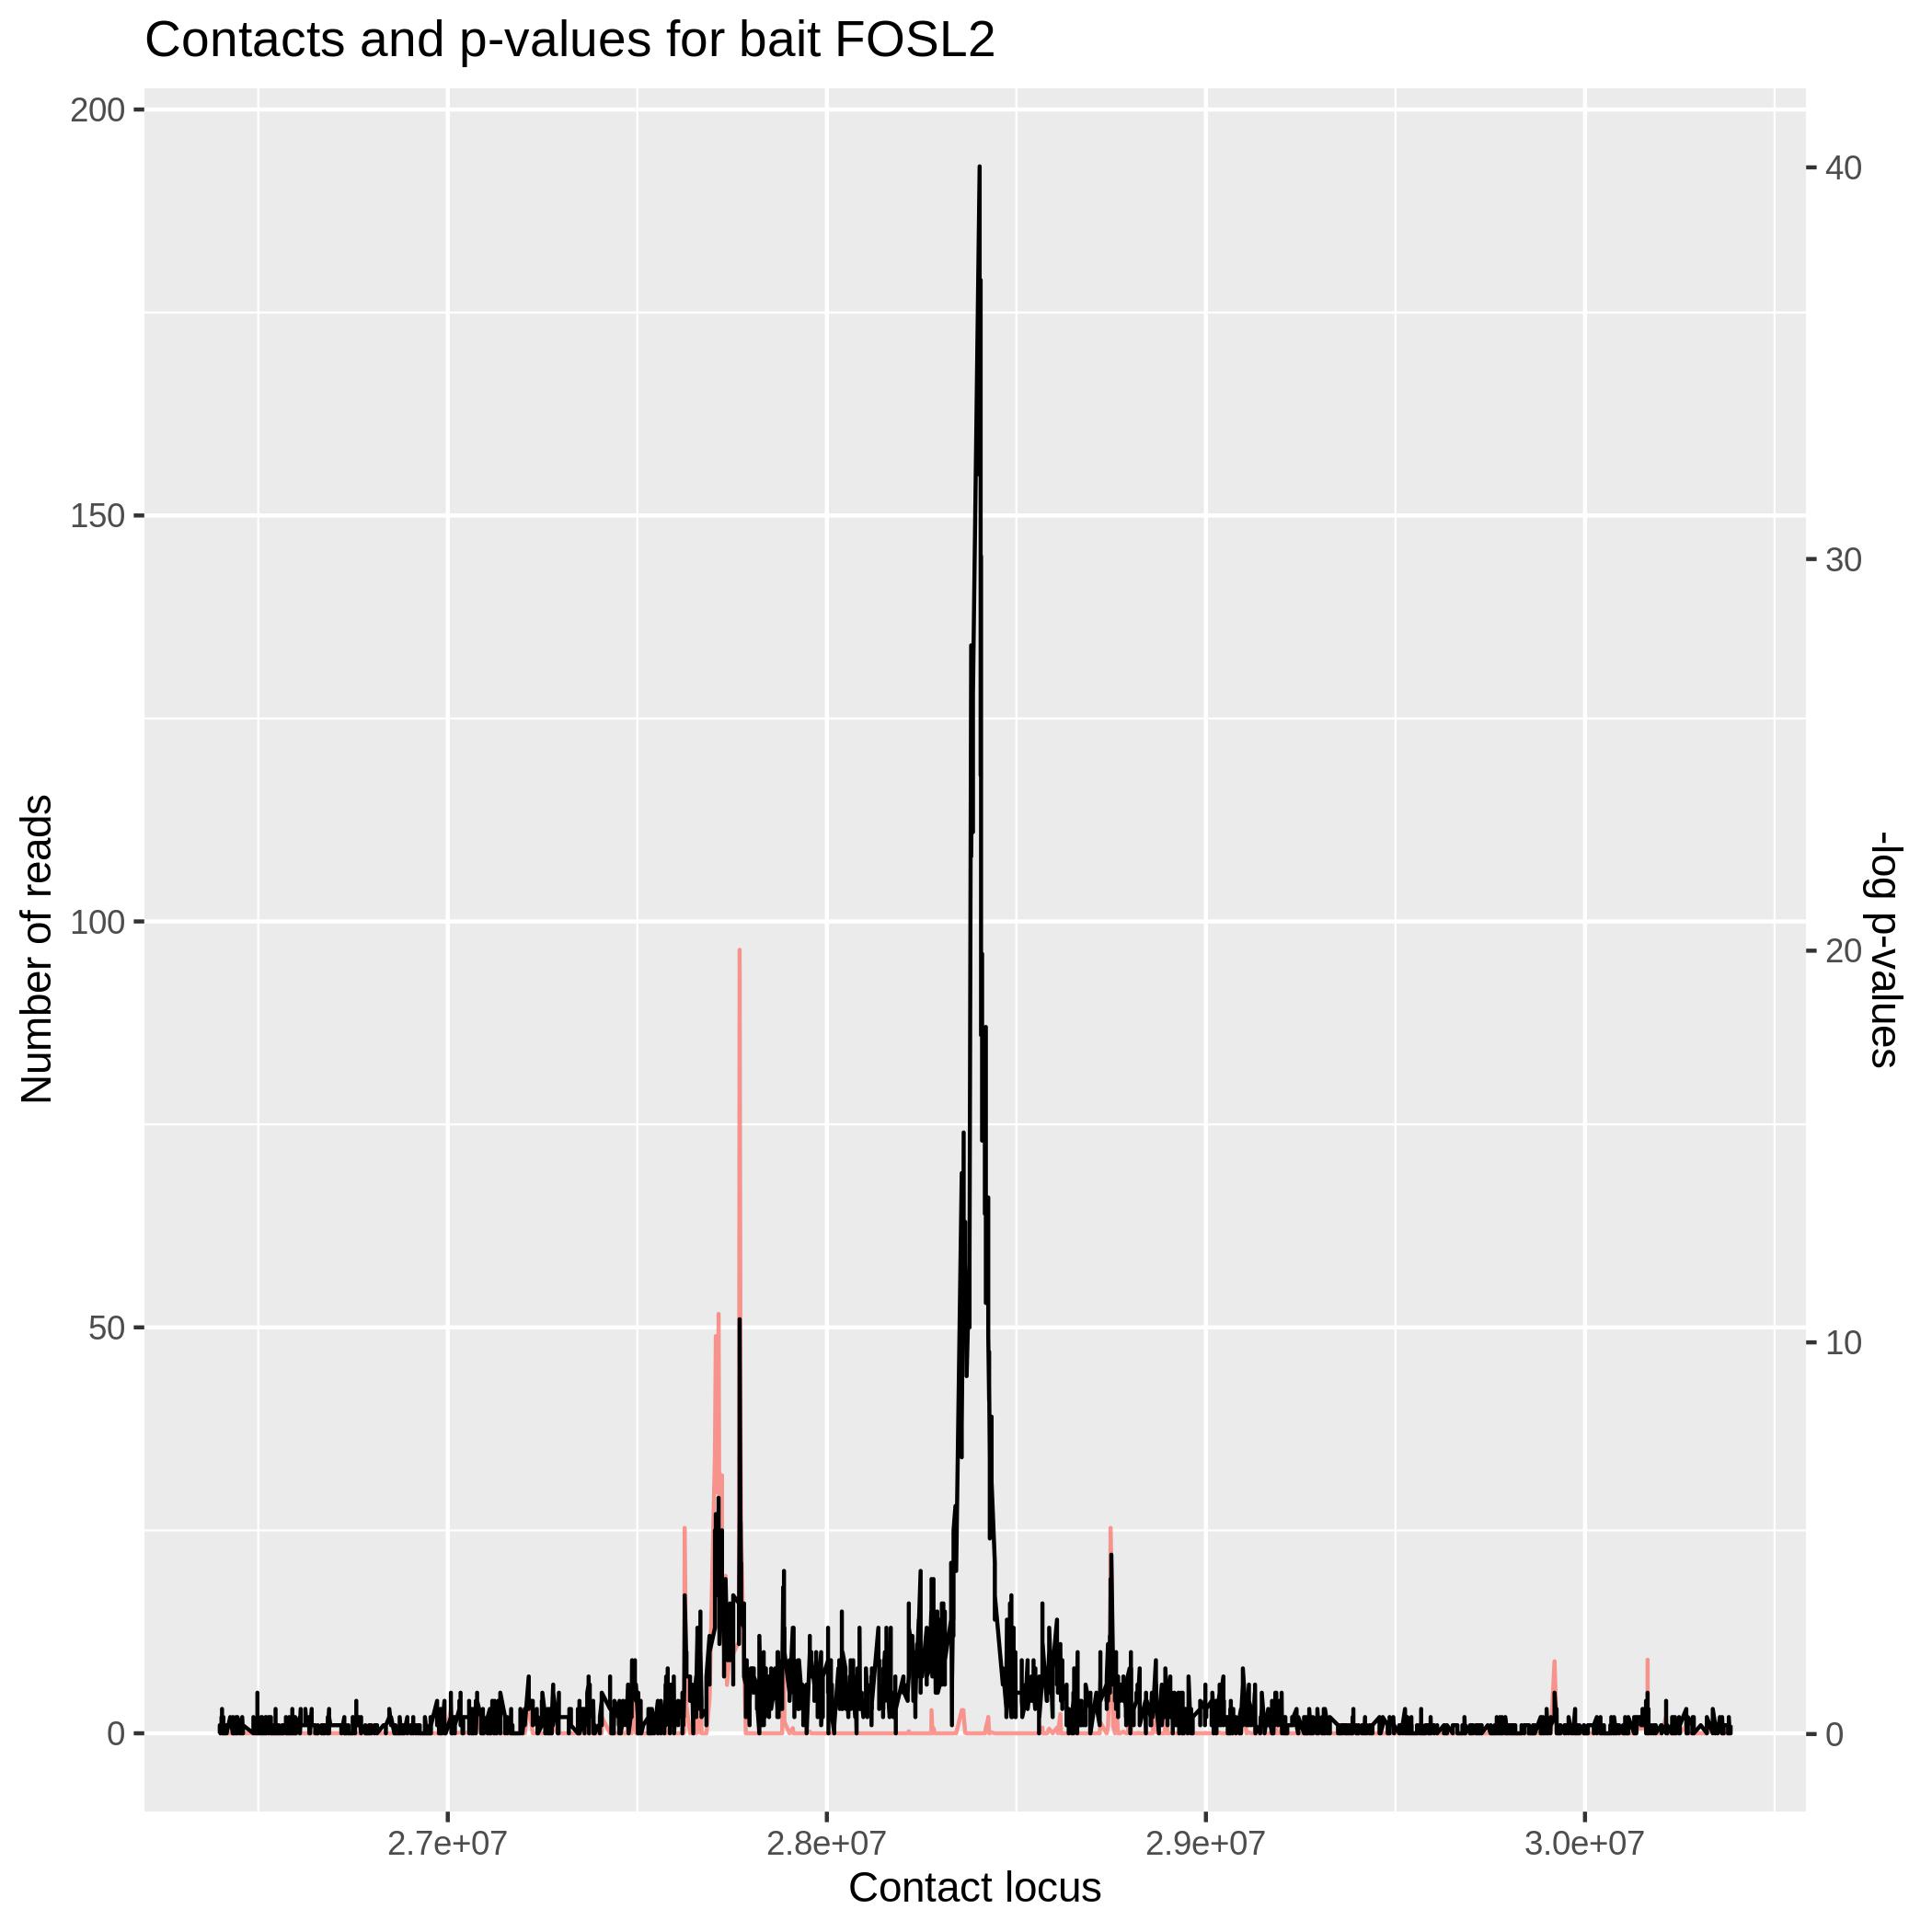 Contacts and p-values for bait FOSL2
200
150
100
50
0
40
30
20
10
0
Number of reads
-log p-values
2.7e+07
2.8e+07
2.9e+07
3.0e+07
Contact locus